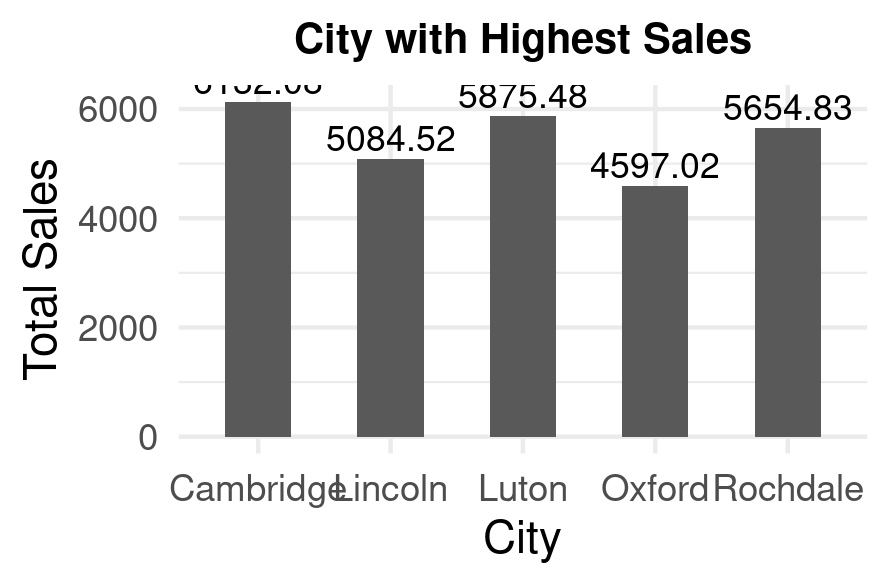 City with Highest Sales
5875.48
5654.83
5084.52
4597.02
6000
4000
2000
0
Total Sales
Cambridge Lincoln Luton Oxford Rochdale
City